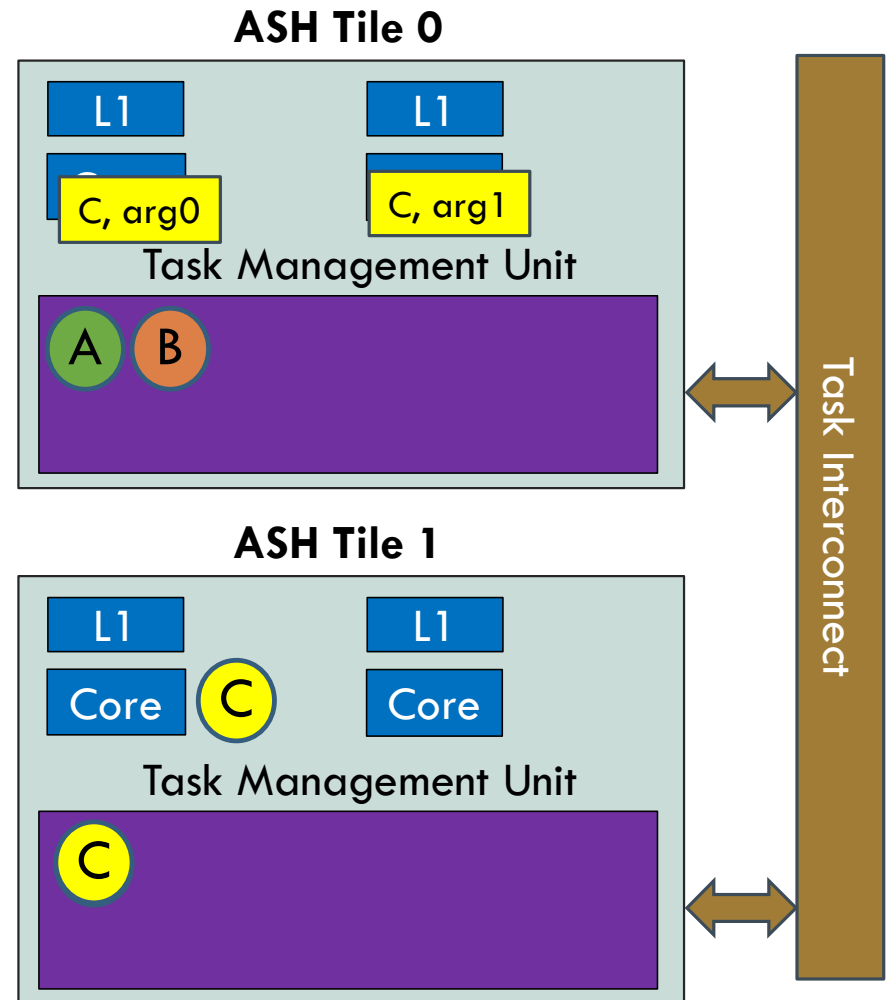 ASH Tile 0
L1
L1
C, arg0
C, arg1
Task Management Unit
A
B
Task Interconnect
ASH Tile 1
L1
L1
Core
C
Core
Task Management Unit
C